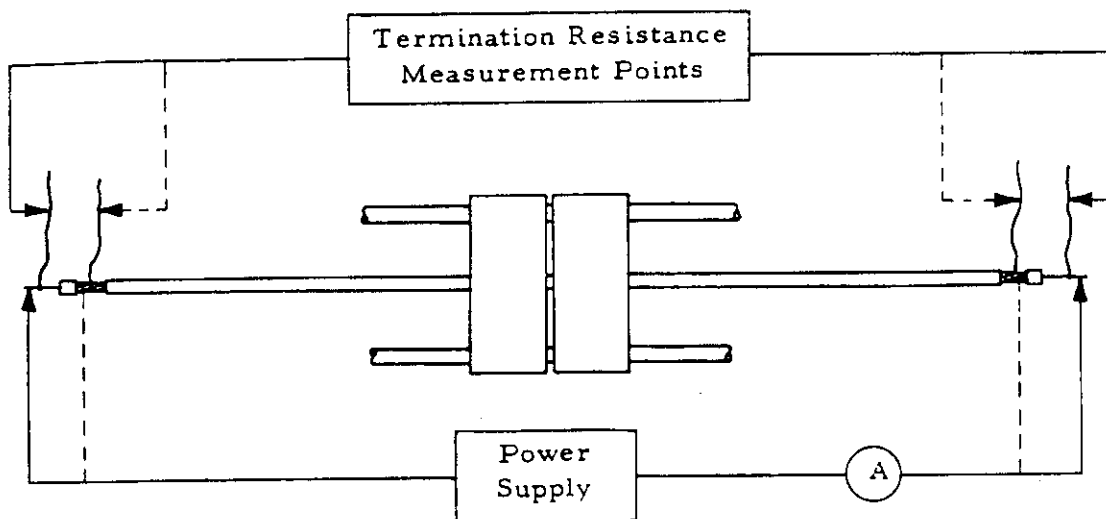 Termination Resistance
Measurement Points
Power
Supply
A